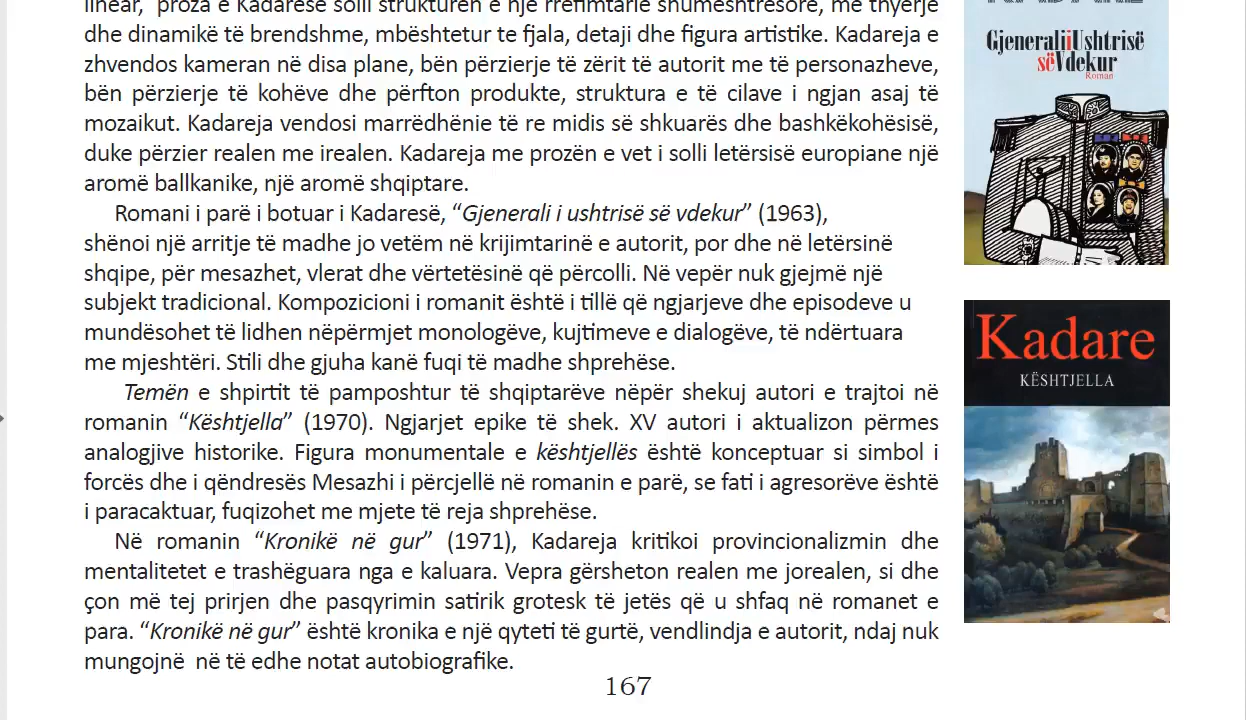 linear, proza e Kadaresë solli strukturën e një rrëfimtarie shumështresore, me thyerje
dhe dinamikë të brendshme, mbështetur te fjala, detaji dhe figura artistike. Kadareja e
zhvendos kameran në disa plane, bën përzierje të zërit të autorit me të personazheve,
bën përzierje të kohëve dhe përfton produkte, struktura e të cilave i ngjan asaj të
mozaikut. Kadareja vendosi marrëdhënie të re midis së shkuarës dhe bashkëkohësisë,
duke përzier realen me irealen. Kadareja me prozën e vet i solli letërsisë europiane një
aromë ballkanike, një aromë shqiptare.
Romani i parë i botuar i Kadaresë, “Gjenerali i ushtrisë së vdekur” (1963),
shënoi një arritje të madhe jo vetëm në krijimtarinë e autorit, por dhe në letërsinë
shqipe, për mesazhet, vlerat dhe vërtetësinë që përcolli. Në vepër nuk gjejmë një
subjekt tradicional. Kompozicioni i romanit është i tillë që ngjarjeve dhe episodeve u
mundësohet të lidhen nëpërmjet monologëve, kujtimeve e dialogëve, të ndërtuara
me mjeshtëri. Stili dhe gjuha kanë fuqi të madhe shprehëse.
Temën e shpirtit të pamposhtur të shqiptarëve nëpër shekuj autori e trajtoi në
romanin “Kështjella” (1970). Ngjarjet epike të shek. XV autori i aktualizon përmes
analogjive historike. Figura monumentale e kështjellës është konceptuar si simbol i
forcës dhe i qëndresës Mesazhi i përcjellë në romanin e parë, se fati i agresorëve është
i paracaktuar, fuqizohet me mjete të reja shprehëse.
Në romanin “Kronikë në gur” (1971), Kadareja kritikoi provincionalizmin dhe
mentalitetet e trashëguara nga e kaluara. Vepra gërsheton realen me jorealen, si dhe
çon më tej prirjen dhe pasqyrimin satirik grotesk të jetës që u shfaq në romanet e
para. “Kronikë në gur” është kronika e një qyteti të gurtë, vendlindja e autorit, ndaj nuk
mungojnë në të edhe notat autobiografike.
167
Gjenerali i Ushtrisë
së Vdekur
Roman
Kadare
KËSHTJELLA